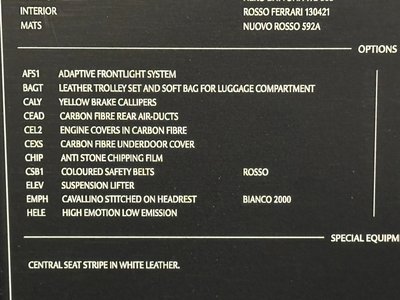 INTERIOR ROSSO FERRARI 130421
MATS NUOVO ROSSO 592A
OPTIONS
AFS1 ADAPTIVE FRONTLIGHT SYSTEM
BAGT LEATHER TROLLEY SET AND SOFT BAG FOR LUGGAGE COMPARTMENT
CALY YELLOW BRAKE CALLIPERS
CEAD CARBON FIBRE REAR AIR-DUCTS
CEL2 ENGINE COVERS IN CARBON FIBRE
CEXS CARBON FIBRE UNDERDOOR COVER
CHIP ANTI STONE CHIPPING FILM
CSB1 COLOURED SAFETY BELTS ROSSO
ELEV SUSPENSION LIFTER
EMPH CAVALLINO STITCHED ON HEADREST BIANCO 2000
HELE HIGH EMOTION LOW EMISSION
SPECIAL EQUIPM
CENTRAL SEAT STRIPE IN WHITE LEATHER.